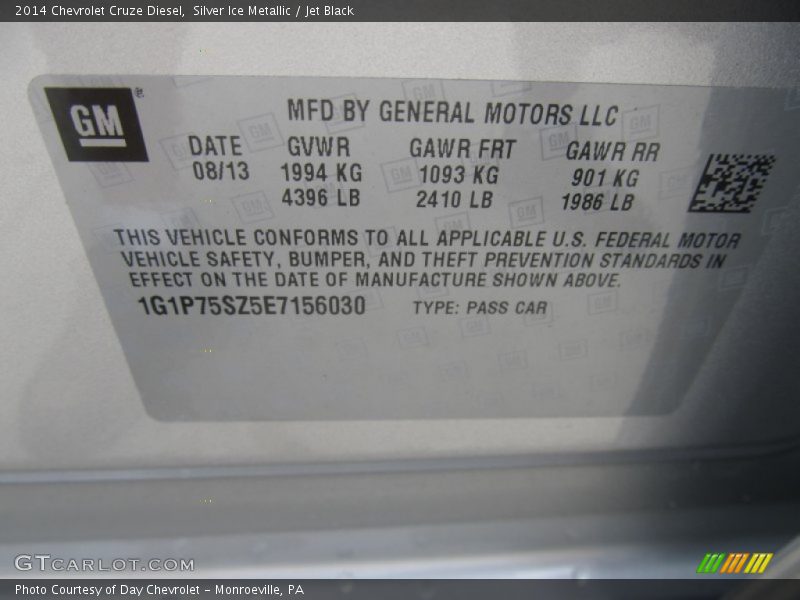 2014 Chevrolet Cruze Diesel, Silver Ice Metallic / Jet Black
GM®
MFD BY GENERAL MOTORS LLC
DATE GVWR GAWR FRT GAWR RR
08/13 1994 KG 1093 KG 901 KG
4396 LB 2410 LB 1986 LB
THIS VEHICLE CONFORMS TO ALL APPLICABLE U.S. FEDERAL MOTOR
VEHICLE SAFETY, BUMPER, AND THEFT PREVENTION STANDARDS IN
EFFECT ON THE DATE OF MANUFACTURE SHOWN ABOVE.
1G1P75SZ5E7156030 TYPE: PASS CAR
GTCARLOT.COM
Photo Courtesy of Day Chevrolet - Monroeville, PA